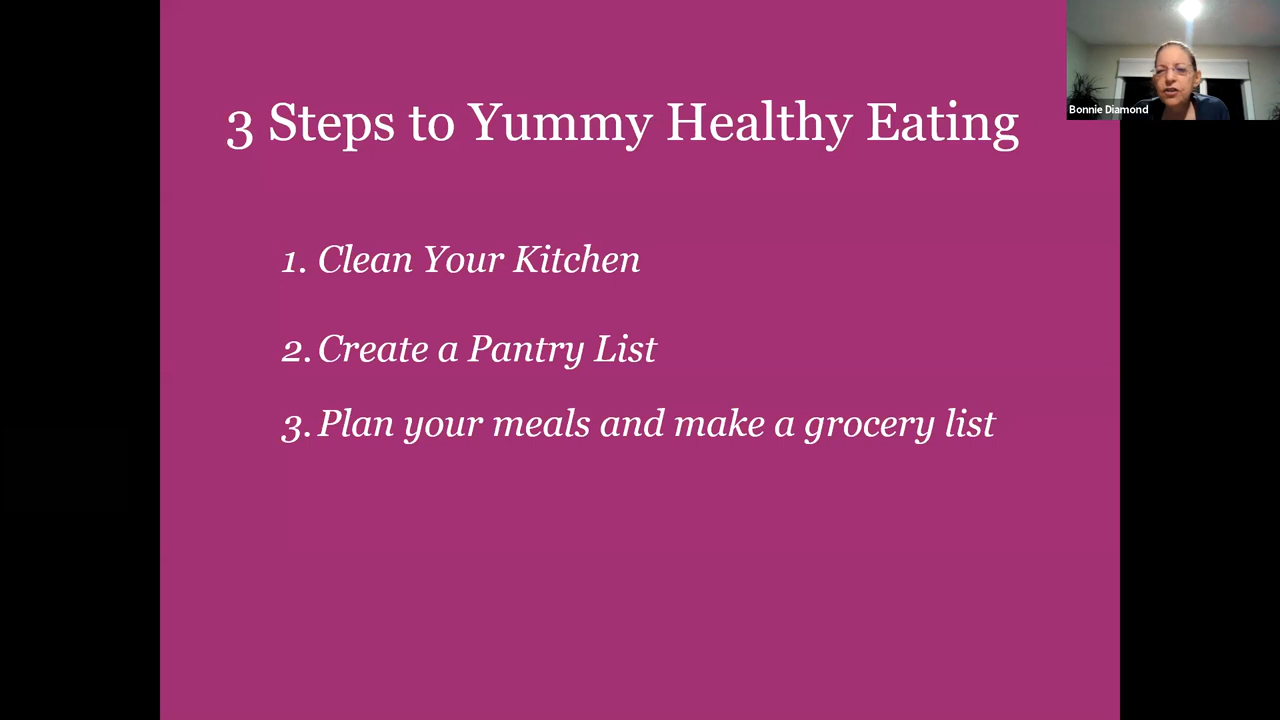 3 Steps to Yummy Healthy Eating
Bonnie Diamond
1. Clean Your Kitchen
2. Create a Pantry List
3. Plan your meals and make a grocery list